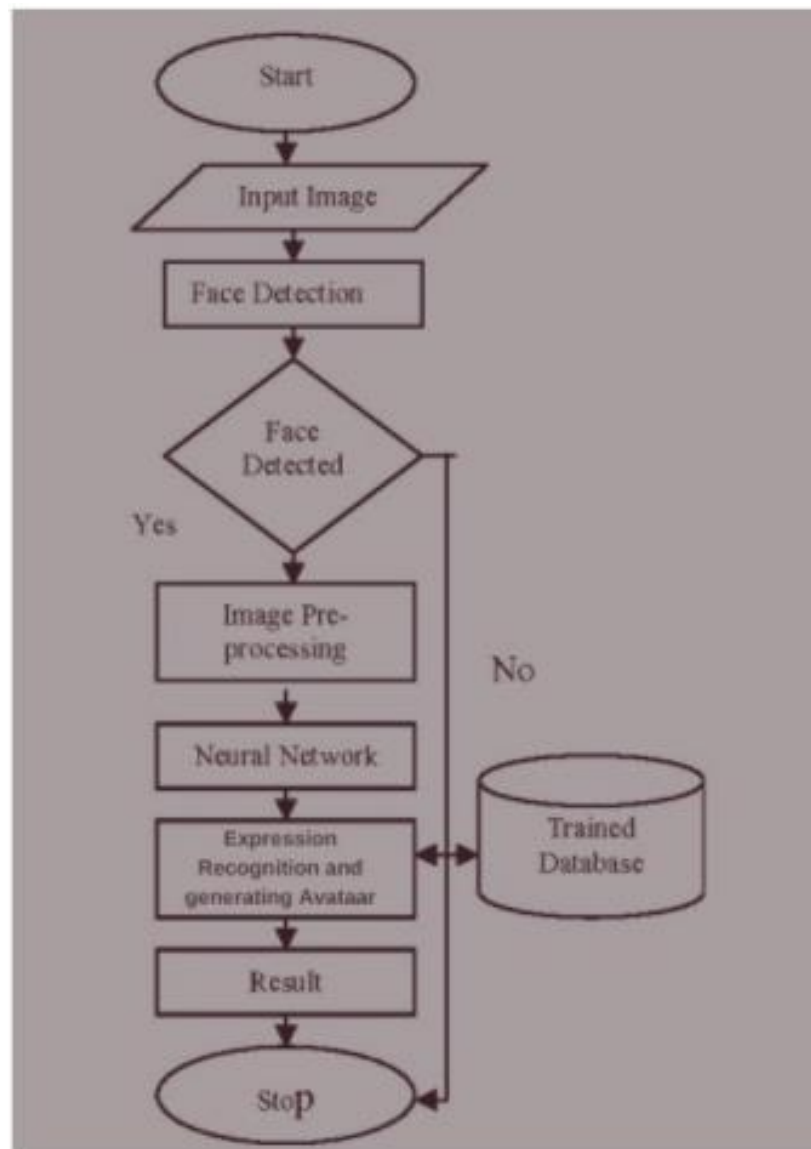 Start
Input Image
Face Detection
Face
Detected
Yes
Image Pre-
processing
No
Neural Network
Expression
Recognition and
generating Avataar
Trained
Database
Result
Stop